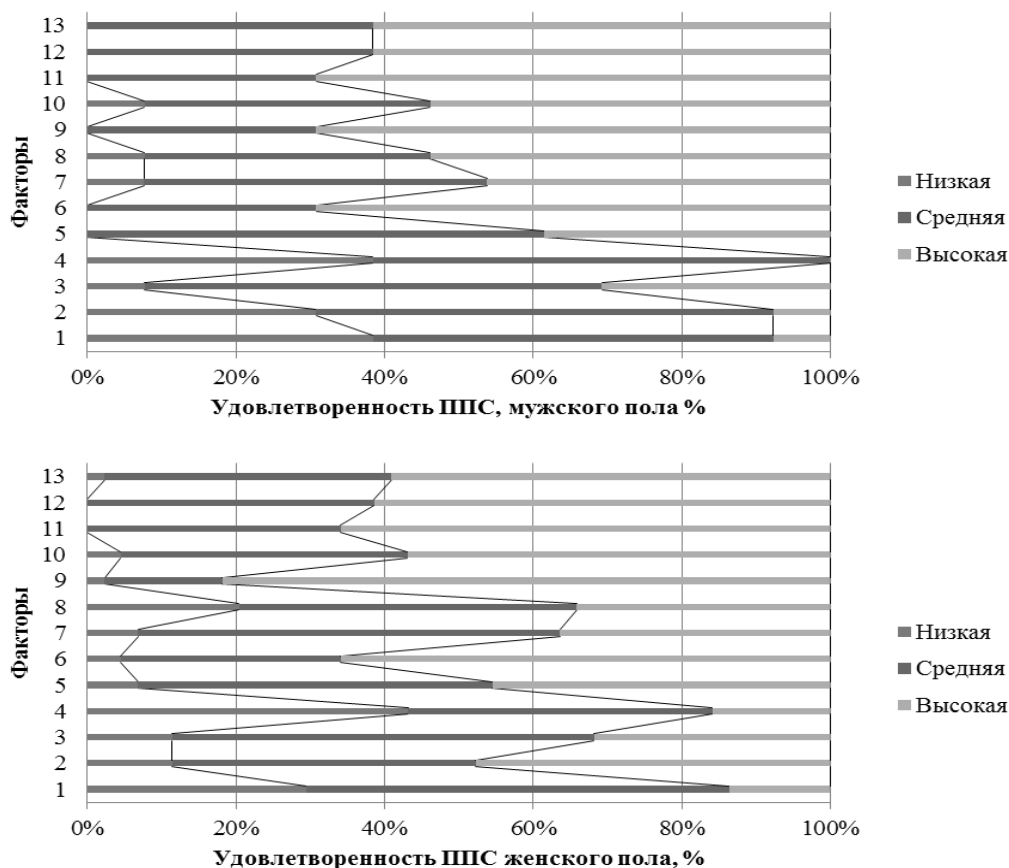 13
12
11
10
9
8
7
6
5
4
3
2
1
Факторы
0% 20% 40% 60% 80% 100%
Удовлетворенность ППС, мужского пола %
Низкая
Средняя
Высокая
13
12
11
10
9
8
7
6
5
4
3
2
1
Факторы
0% 20% 40% 60% 80% 100%
Удовлетворенность ППС женского пола, %
Низкая
Средняя
Высокая